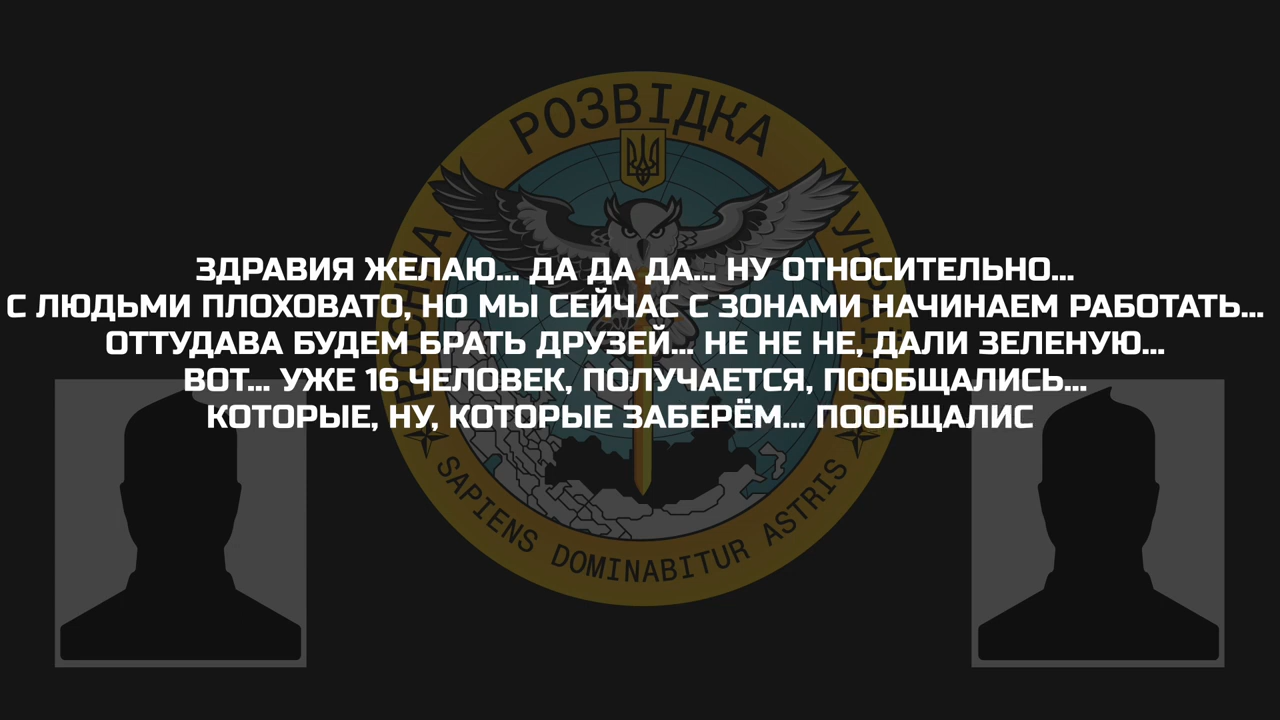 РОЗВІДКА
ЗДРАВИЯ ЖЕЛАЮ... ДА ДА ДА... НУ ОТНОСИТЕЛЬНО...
С ЛЮДЬМИ ПЛОХОВАТО, НО МЫ СЕЙЧАС С ЗОНАМИ НАЧИНАЕМ РАБОТАТЬ...
ОТТУДАВА БУДЕМ БРАТЬ ДРУЗЕЙ... НЕ НЕ НЕ, ДАЛИ ЗЕЛЕНУЮ...
ВОТ... УЖЕ 16 ЧЕЛОВЕК, ПОЛУЧАЕТСЯ, ПООБЩАЛИСЬ...
КОТОРЫЕ, НУ, КОТОРЫЕ ЗАБЕРЁМ... ПООБЩАЛИС
SAPIENS DOMINABITUR ASTRIS